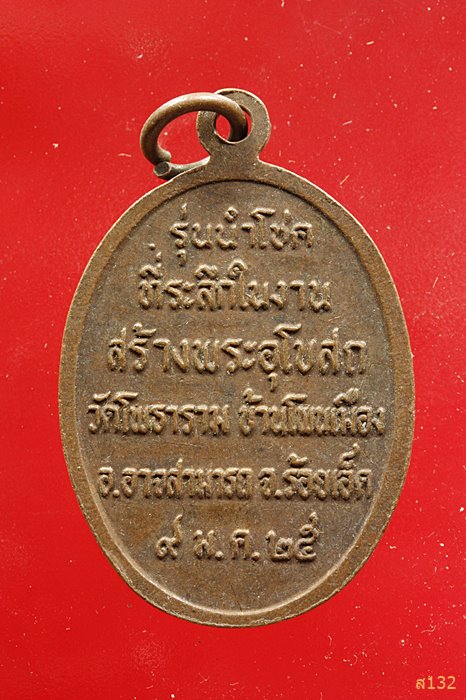 รุ่นนำโชค
ที่ระลึกในงาน
สร้างพระอุโบสถ
วัดโพธาราม บ้านโพนเมือง
อ.อาจสามารถ จ.ร้อยเอ็ด
๙ ม.ค.๒๕
ส132